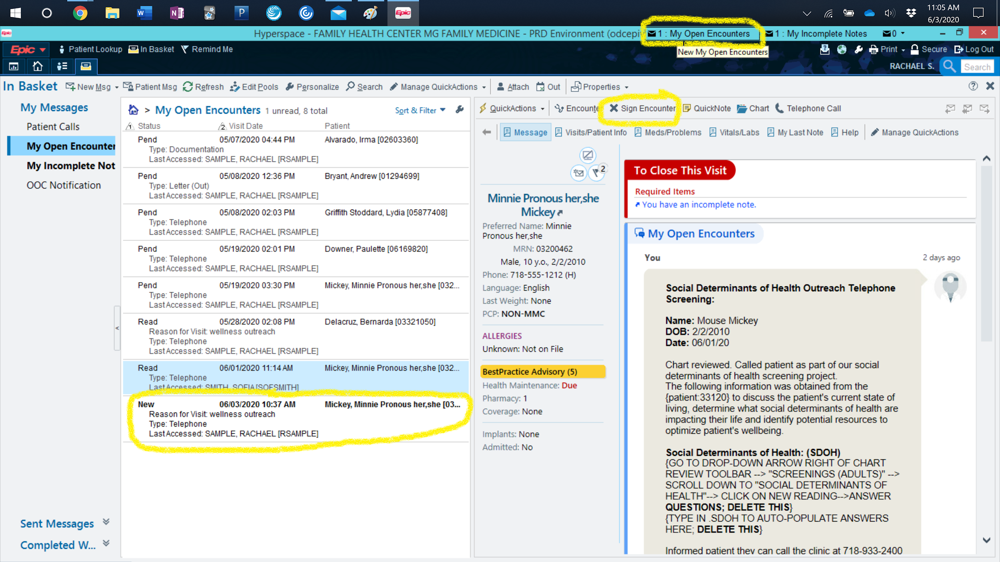 11:05 AM
6/3/2020
Epic
Hyperspace - FAMILY HEALTH CENTER MG FAMILY MEDICINE - PRD Environment (odcepi
1 : My Open Encounters
1 : My Incomplete Notes
0
New My Open Encounters
Epic
Patient Lookup
In Basket
Remind Me
Print
Secure
Log Out
RACHAEL S.
Search
In Basket
New Msg
Patient Msg
Refresh
Edit Pools
Personalize
Search
Manage QuickActions
Attach
Out
Properties
My Messages
Patient Calls
My Open Encounter
My Incomplete Not
OOC Notification
Sent Messages
Completed W...
> My Open Encounters 1 unread, 8 total
Sort & Filter
1 Status 2 Visit Date Patient
Pend 05/07/2020 04:44 PM Alvarado, Irma [02603360]
Type: Documentation
Last Accessed: SAMPLE, RACHAEL [RSAMPLE]
Pend 05/08/2020 12:36 PM Bryant, Andrew [01294699]
Type: Letter (Out)
Last Accessed: SAMPLE, RACHAEL [RSAMPLE]
Pend 05/08/2020 02:03 PM Griffith Stoddard, Lydia [05877408]
Type: Telephone
Last Accessed: SAMPLE, RACHAEL [RSAMPLE]
Pend 05/19/2020 02:01 PM Downer, Paulette [06169820]
Type: Telephone
Last Accessed: SAMPLE, RACHAEL [RSAMPLE]
Pend 05/19/2020 03:30 PM Mickey, Minnie Pronous her,she [032...
Type: Telephone
Last Accessed: SAMPLE, RACHAEL [RSAMPLE]
Read 05/28/2020 02:08 PM Delacruz, Bernarda [03321050]
Reason for Visit: wellness outreach
Type: Telephone
Last Accessed: SAMPLE, RACHAEL [RSAMPLE]
Read 06/01/2020 11:14 AM Mickey, Minnie Pronous her,she [032...
Type: Telephone
Last Accessed: SMITH, SOFIA [SOFSMITH]
New 06/03/2020 10:37 AM Mickey, Minnie Pronous her,she [03...
Reason for Visit: wellness outreach
Type: Telephone
Last Accessed: SAMPLE, RACHAEL [RSAMPLE]
<
QuickActions
Encounter
Sign Encounter
QuickNote
Chart
Telephone Call
Message
Visits/Patient Info
Meds/Problems
Vitals/Labs
My Last Note
Help
Manage QuickActions
2
Minnie Pronous her,she
Mickey
Preferred Name: Minnie
Pronous her,she
MRN: 03200462
Male, 10 y.o., 2/2/2010
Phone: 718-555-1212 (H)
Language: English
Last Weight: None
PCP: NON-MMC
ALLERGIES
Unknown: Not on File
BestPractice Advisory (5)
Health Maintenance: Due
Pharmacy: 1
Coverage: None
Implants: None
Admitted: No
To Close This Visit
Required Items
You have an incomplete note.
My Open Encounters
You
2 days ago
Social Determinants of Health Outreach Telephone
Screening:
Name: Mouse Mickey
DOB: 2/2/2010
Date: 06/01/20
Chart reviewed. Called patient as part of our social
determinants of health screening project.
The following information was obtained from the
{patient:33120} to discuss the patient's current state of
living, determine what social determinants of health are
impacting their life and identify potential resources to
optimize patient's wellbeing.
Social Determinants of Health: (SDOH)
{GO TO DROP-DOWN ARROW RIGHT OF CHART
REVIEW TOOLBAR --> "SCREENINGS (ADULTS)" -->
SCROLL DOWN TO "SOCIAL DETERMINANTS OF
HEALTH"--> CLICK ON NEW READING-->ANSWER
QUESTIONS; DELETE THIS}
{TYPE IN .SDOH TO AUTO-POPULATE ANSWERS
HERE; DELETE THIS}
Informed patient they can call the clinic at 718-933-2400